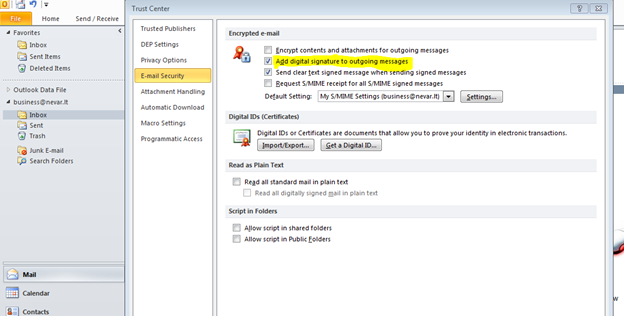 Trust Center
File
Home
Send / Receive
Favorites
Inbox
Sent Items
Deleted Items
Outlook Data File
business@nevar.lt
Inbox
Sent
Trash
Junk E-mail
Search Folders
Mail
Calendar
Contacts
Trusted Publishers
DEP Settings
Privacy Options
E-mail Security
Attachment Handling
Automatic Download
Macro Settings
Programmatic Access
Encrypted e-mail
Encrypt contents and attachments for outgoing messages
Add digital signature to outgoing messages
Send clear text signed message when sending signed messages
Request S/MIME receipt for all S/MIME signed messages
Default Setting: My S/MIME Settings (business@nevar.lt) Settings...
Digital IDs (Certificates)
Digital IDs or Certificates are documents that allow you to prove your identity in electronic transactions.
Import/Export... Get a Digital ID...
Read as Plain Text
Read all standard mail in plain text
Read all digitally signed mail in plain text
Script in Folders
Allow script in shared folders
Allow script in Public Folders